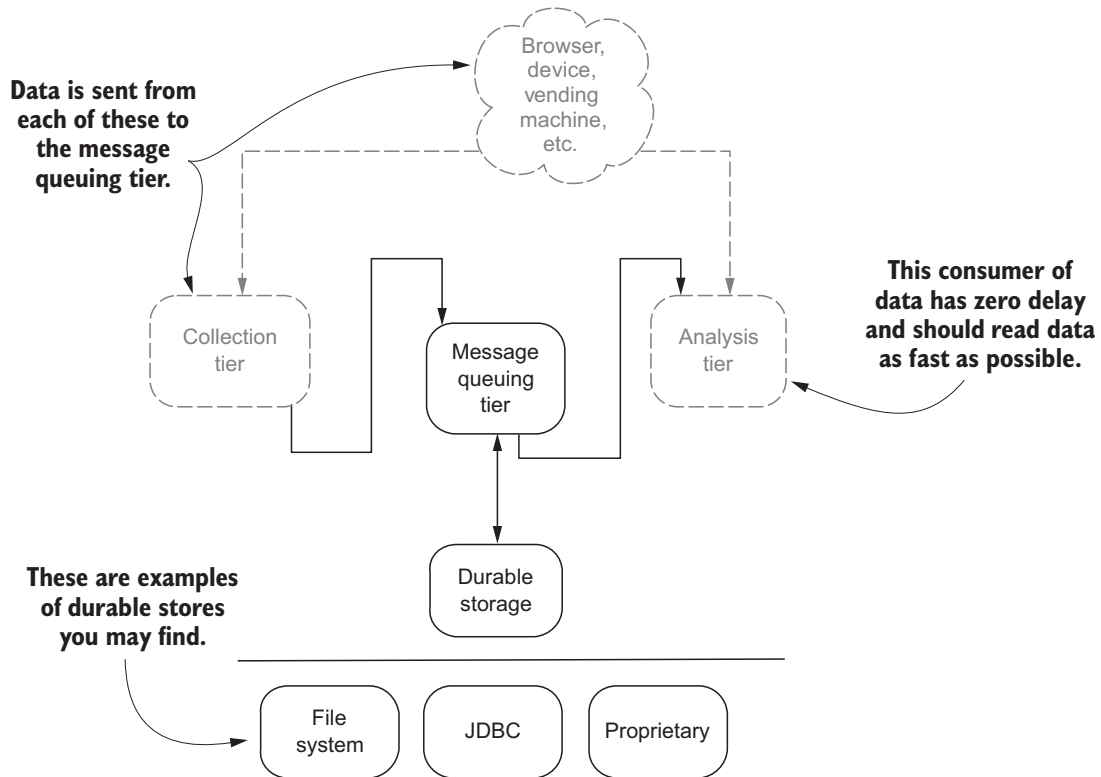 Browser,
device,
vending
machine,
etc.
Data is sent from
each of these to
the message
queuing tier.
This consumer of
data has zero delay
and should read data
as fast as possible.
Collection
tier
Message
queuing
tier
Analysis
tier
Durable
storage
These are examples
of durable stores
you may find.
File
system
JDBC
Proprietary